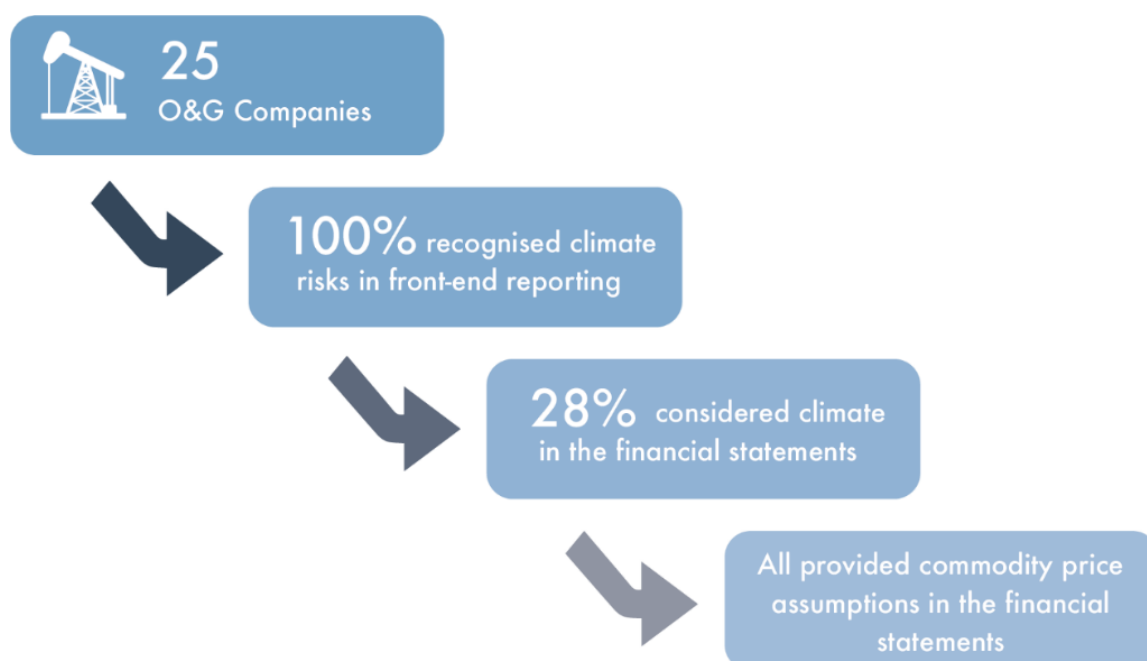 25
O&G Companies
100% recognised climate
risks in front-end reporting
28% considered climate
in the financial statements
All provided commodity price
assumptions in the financial
statements